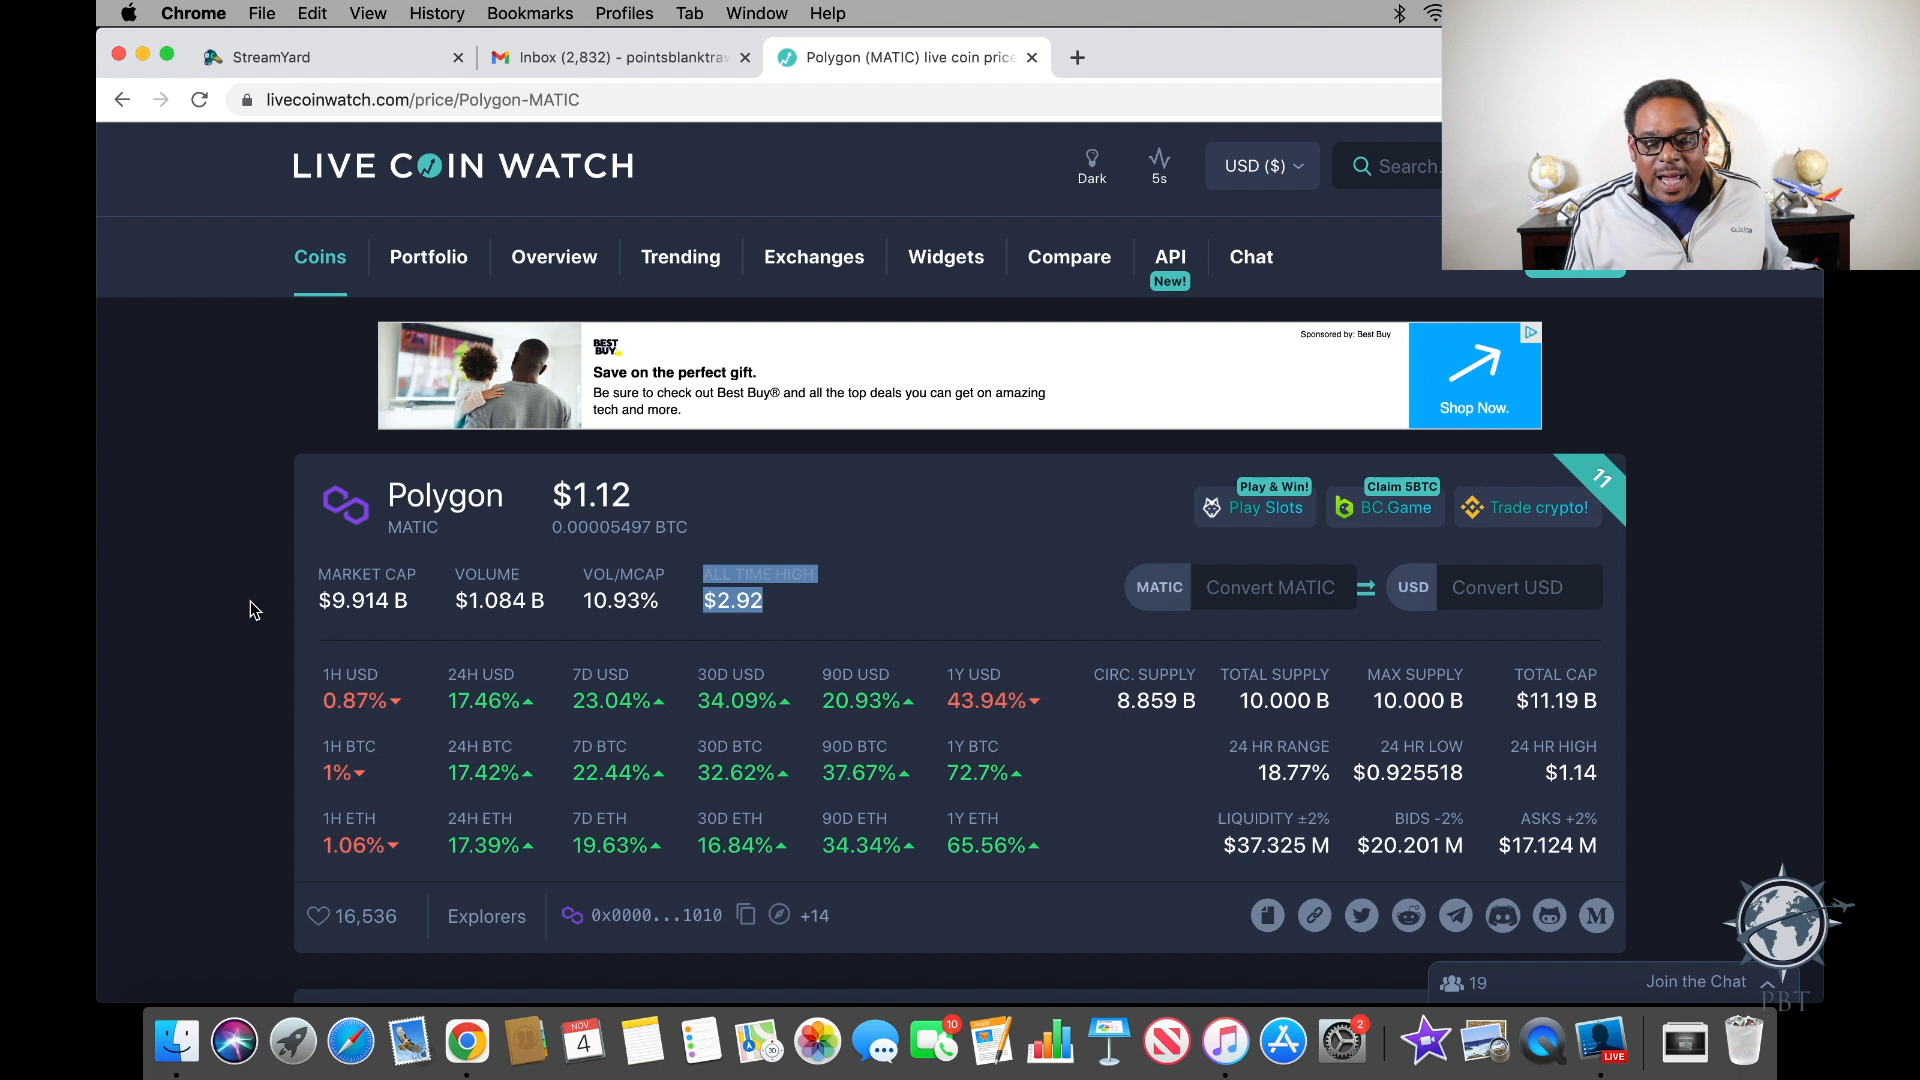 Chrome File Edit View History Bookmarks Profiles Tab Window Help
StreamYard
Inbox (2,832) - pointsblanktrav
Polygon (MATIC) live coin price
livecoinwatch.com/price/Polygon-MATIC
LIVE COIN WATCH
Dark
5s
USD ($)
Search.
Coins Portfolio Overview Trending Exchanges Widgets Compare API Chat
New!
BEST BUY
Sponsored by: Best Buy
Save on the perfect gift.
Be sure to check out Best Buy® and all the top deals you can get on amazing
tech and more.
Shop Now.
Polygon
MATIC
$1.12
0.00005497 BTC
Play & Win!
Play Slots
Claim 5BTC
BC.Game
Trade crypto!
11
MARKET CAP VOLUME VOL/MCAP ALL TIME HIGH
$9.914 B $1.084 B 10.93% $2.92
MATIC Convert MATIC USD Convert USD
1H USD 24H USD 7D USD 30D USD 90D USD 1Y USD CIRC. SUPPLY TOTAL SUPPLY MAX SUPPLY TOTAL CAP
0.87% 17.46% 23.04% 34.09% 20.93% 43.94% 8.859 B 10.000 B 10.000 B $11.19 B
1H BTC 24H BTC 7D BTC 30D BTC 90D BTC 1Y BTC 24 HR RANGE 24 HR LOW 24 HR HIGH
1% 17.42% 22.44% 32.62% 37.67% 72.7% 18.77% $0.925518 $1.14
1H ETH 24H ETH 7D ETH 30D ETH 90D ETH 1Y ETH LIQUIDITY ±2% BIDS -2% ASKS +2%
1.06% 17.39% 19.63% 16.84% 34.34% 65.56% $37.325 M $20.201 M $17.124 M
16,536 Explorers 0x0000...1010 +14
19 Join the Chat
PBT
NOV
4
3D
10
2
LIVE
adidas